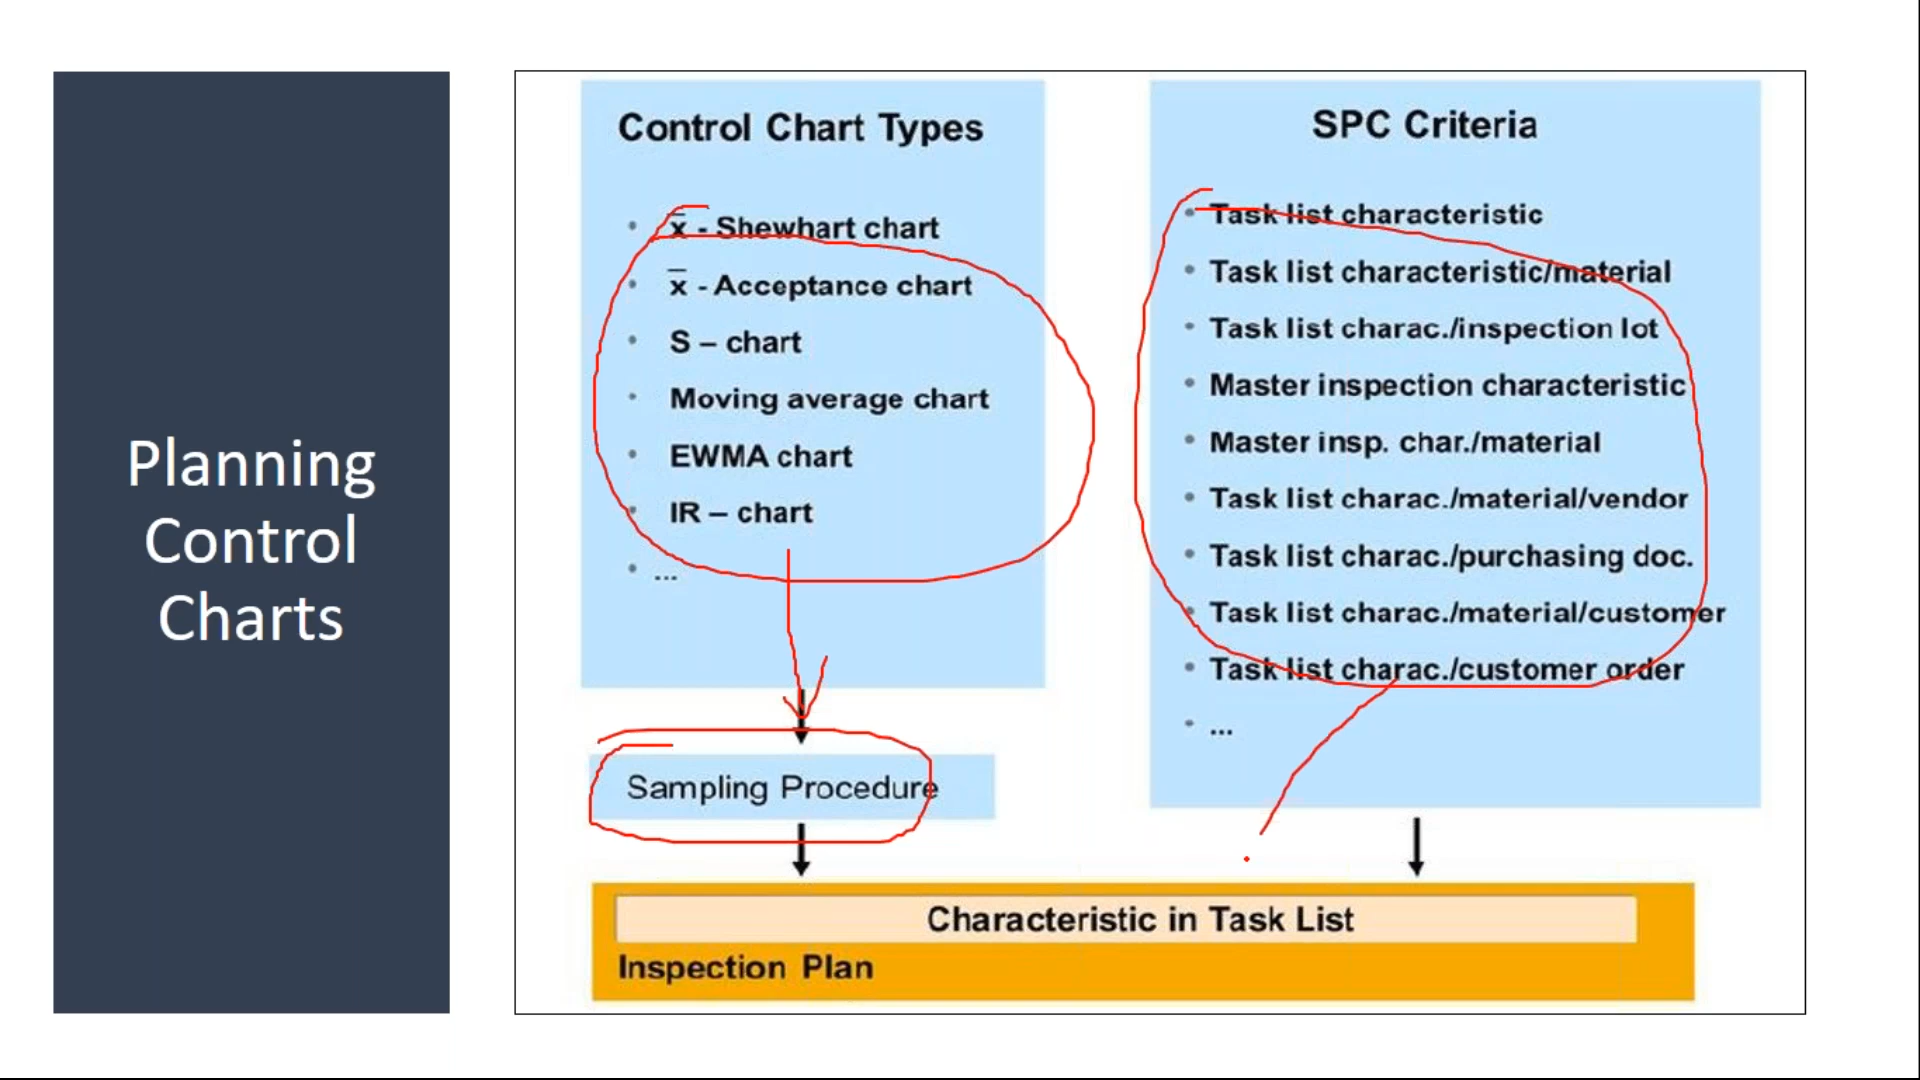 Planning
Control
Charts
Control Chart Types
• x̅ - Shewhart chart
• x̅ - Acceptance chart
• S – chart
• Moving average chart
• EWMA chart
• IR – chart
• ...
Sampling Procedure
SPC Criteria
• Task list characteristic
• Task list characteristic/material
• Task list charac./inspection lot
• Master inspection characteristic
• Master insp. char./material
• Task list charac./material/vendor
• Task list charac./purchasing doc.
• Task list charac./material/customer
• Task list charac./customer order
• ...
Characteristic in Task List
Inspection Plan